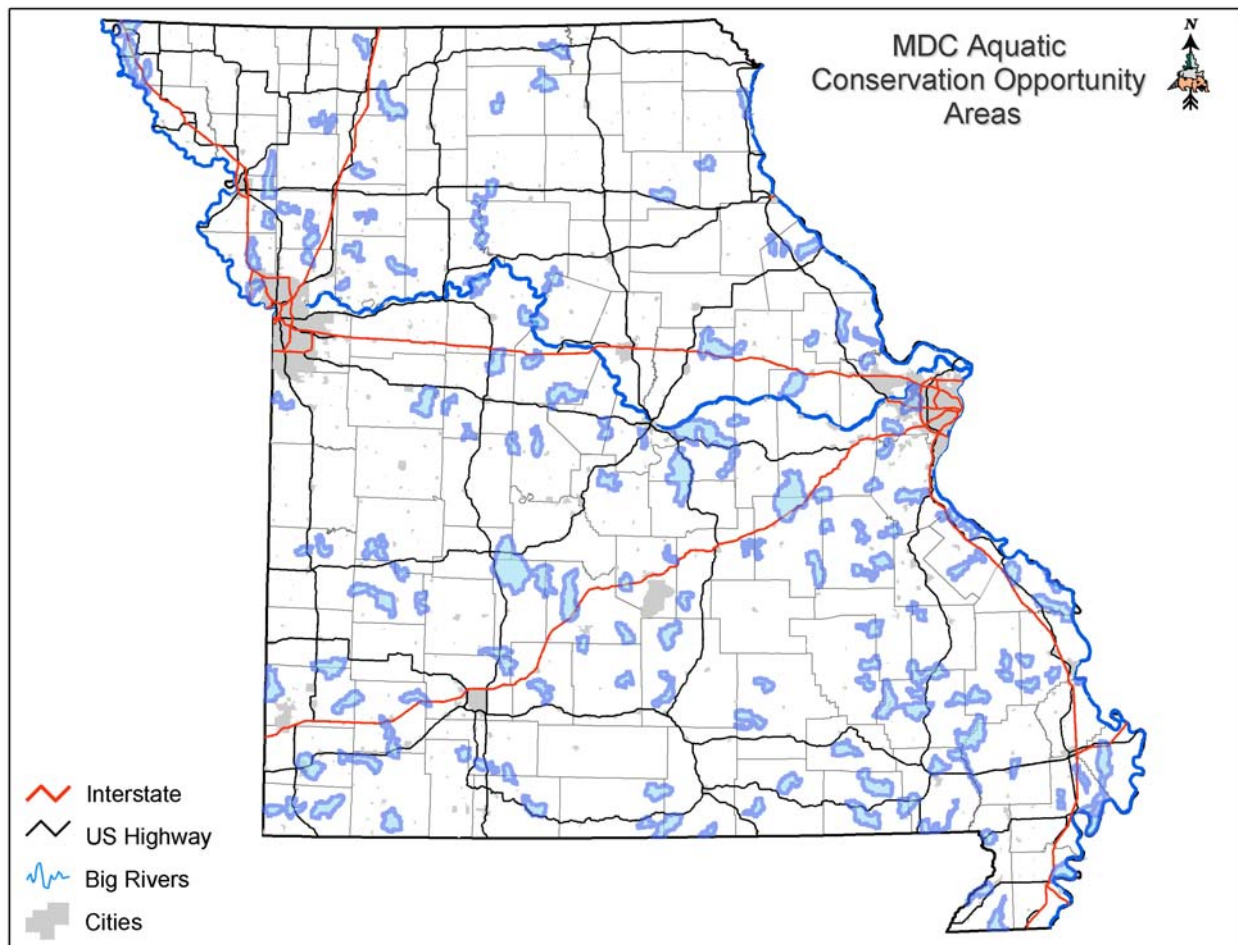 MDC Aquatic
Conservation Opportunity
Areas
N
Interstate
US Highway
Big Rivers
Cities